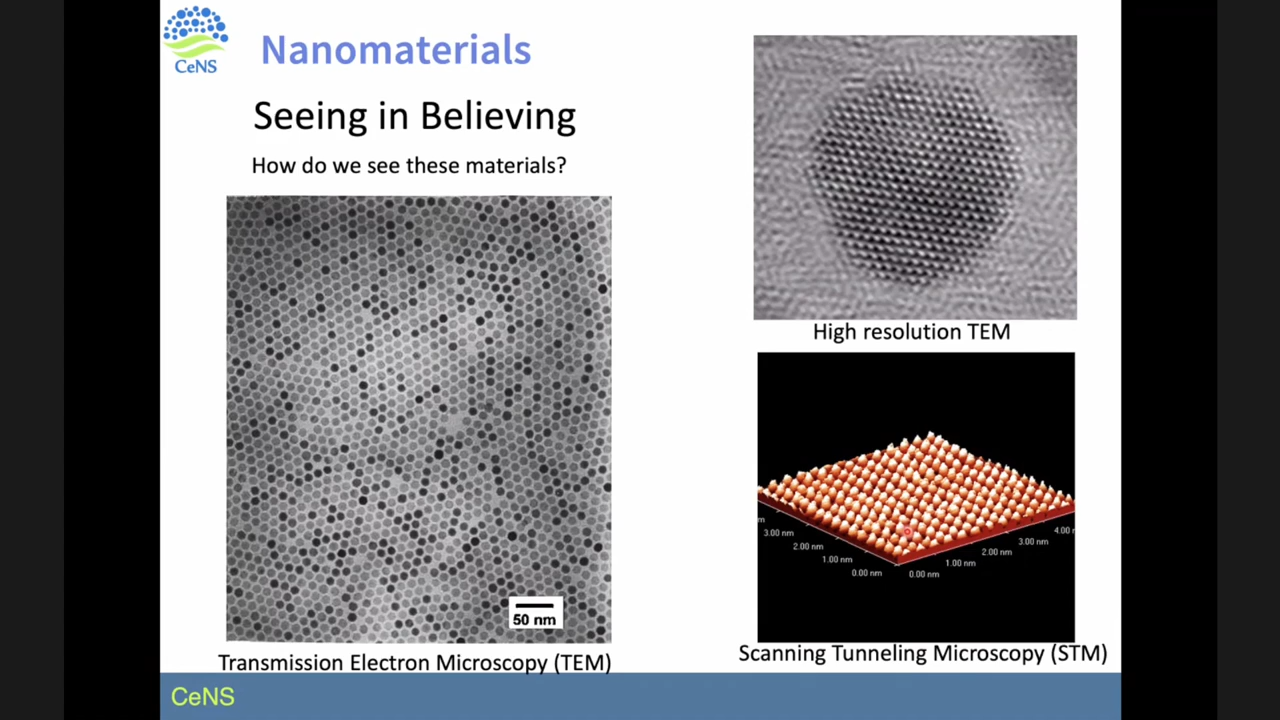 CeNS
Nanomaterials
Seeing in Believing
How do we see these materials?
50 nm
Transmission Electron Microscopy (TEM)
High resolution TEM
m
3.00 nm
2.00 nm
1.00 nm
0.00 nm
0.00 nm
1.00 nm
2.00 nm
3.00 nm
4.00 n
Scanning Tunneling Microscopy (STM)
CeNS